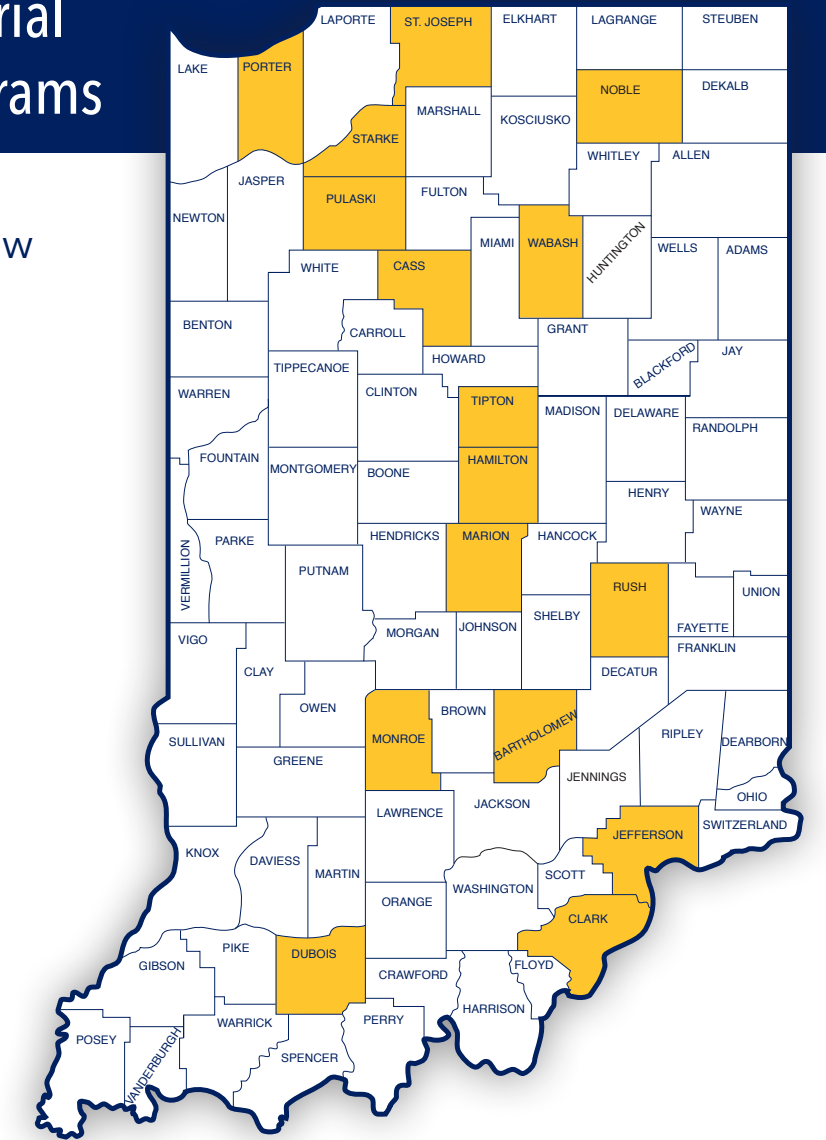 rial
rams
w
LAPORTE
ST. JOSEPH
ELKHART
LAGRANGE
STEUBEN
LAKE
PORTER
NOBLE
DEKALB
MARSHALL
KOSCIUSKO
STARKE
WHITLEY
ALLEN
JASPER
PULASKI
FULTON
NEWTON
MIAMI
WABASH
HUNTINGTON
WELLS
ADAMS
WHITE
CASS
BENTON
CARROLL
GRANT
HOWARD
BLACKFORD
JAY
TIPPECANOE
WARREN
CLINTON
TIPTON
MADISON
DELAWARE
RANDOLPH
FOUNTAIN
MONTGOMERY
BOONE
HAMILTON
HENRY
WAYNE
VERMILLION
PARKE
HENDRICKS
MARION
HANCOCK
PUTNAM
RUSH
UNION
SHELBY
FAYETTE
VIGO
MORGAN
JOHNSON
FRANKLIN
CLAY
DECATUR
OWEN
BROWN
SULLIVAN
MONROE
BARTHOLOMEW
RIPLEY
DEARBORN
GREENE
JENNINGS
OHIO
LAWRENCE
JACKSON
SWITZERLAND
JEFFERSON
KNOX
DAVIESS
MARTIN
SCOTT
WASHINGTON
ORANGE
CLARK
PIKE
DUBOIS
GIBSON
CRAWFORD
FLOYD
HARRISON
WARRICK
PERRY
POSEY
VANDERBURGH
SPENCER